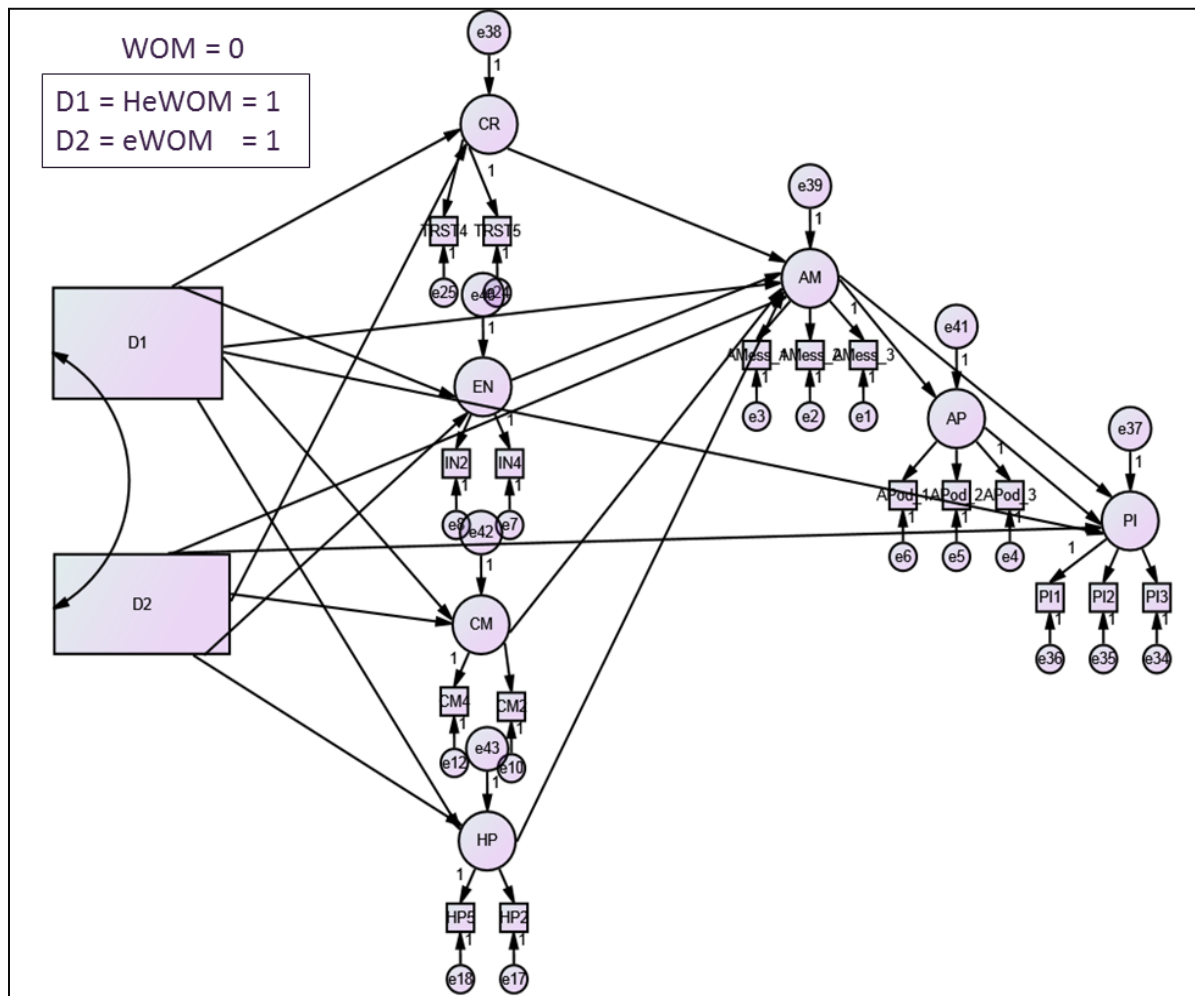 WOM = 0
D1 = HeWOM = 1
D2 = eWOM = 1
e38
1
CR
1
TRST4 TRST5
1 1
e25 e24
e40
1
EN
1
IN2 IN4
1 1
e8 e7
e42
1
CM
1
CM4 CM2
1 1
e12 e10
e43
1
HP
1
HP5 HP2
1 1
e18 e17
D1
D2
e39
1
AM
1
AMess_2 AMess_3
1 1 1
e3 e2 e1
e41
1
AP
1
APod_1 APod_2 APod_3
1 1 1
e6 e5 e4
e37
1
PI
1
PI1 PI2 PI3
1 1 1
e36 e35 e34